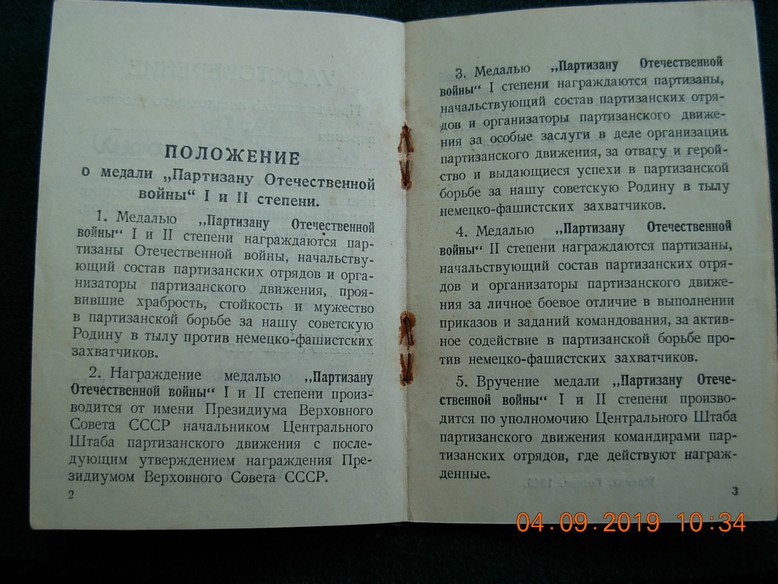 ПОЛОЖЕНИЕ
о медали „Партизану Отечественной
войны“ I и II степени.
1. Медалью „Партизану Отечественной
войны“ I и II степени награждаются пар-
тизаны Отечественной войны, начальству-
ющий состав партизанских отрядов и орга-
низаторы партизанского движения, проя-
вившие храбрость, стойкость и мужество
в партизанской борьбе за нашу советскую
Родину в тылу против немецко-фашистских
захватчиков.
2. Награждение медалью „Партизану
Отечественной войны“ I и II степени произ-
водится от имени Президиума Верховного
Совета СССР начальником Центрального
Штаба партизанского движения с после-
дующим утверждением награждения Пре-
зидиумом Верховного Совета СССР.
2
3. Медалью „Партизану Отечественной
войны“ I степени награждаются партизаны,
начальствующий состав партизанских отря-
дов и организаторы партизанского движе-
ния за особые заслуги в деле организации
партизанского движения, за отвагу и герой-
ство и выдающиеся успехи в партизанской
борьбе за нашу советскую Родину в тылу
немецко-фашистских захватчиков.
4. Медалью „Партизану Отечественной
войны“ II степени награждаются партизаны,
начальствующий состав партизанских отря-
дов и организаторы партизанского движе-
ния за личное боевое отличие в выполнении
приказов и заданий командования, за актив-
ное содействие в партизанской борьбе про-
тив немецко-фашистских захватчиков.
5. Вручение медали „Партизану Отече-
ственной войны“ I и II степени произво-
дится по уполномочию Центрального Штаба
партизанского движения командирами пар-
тизанских отрядов, где действуют награж-
денные.
3
04.09.2019 10:34